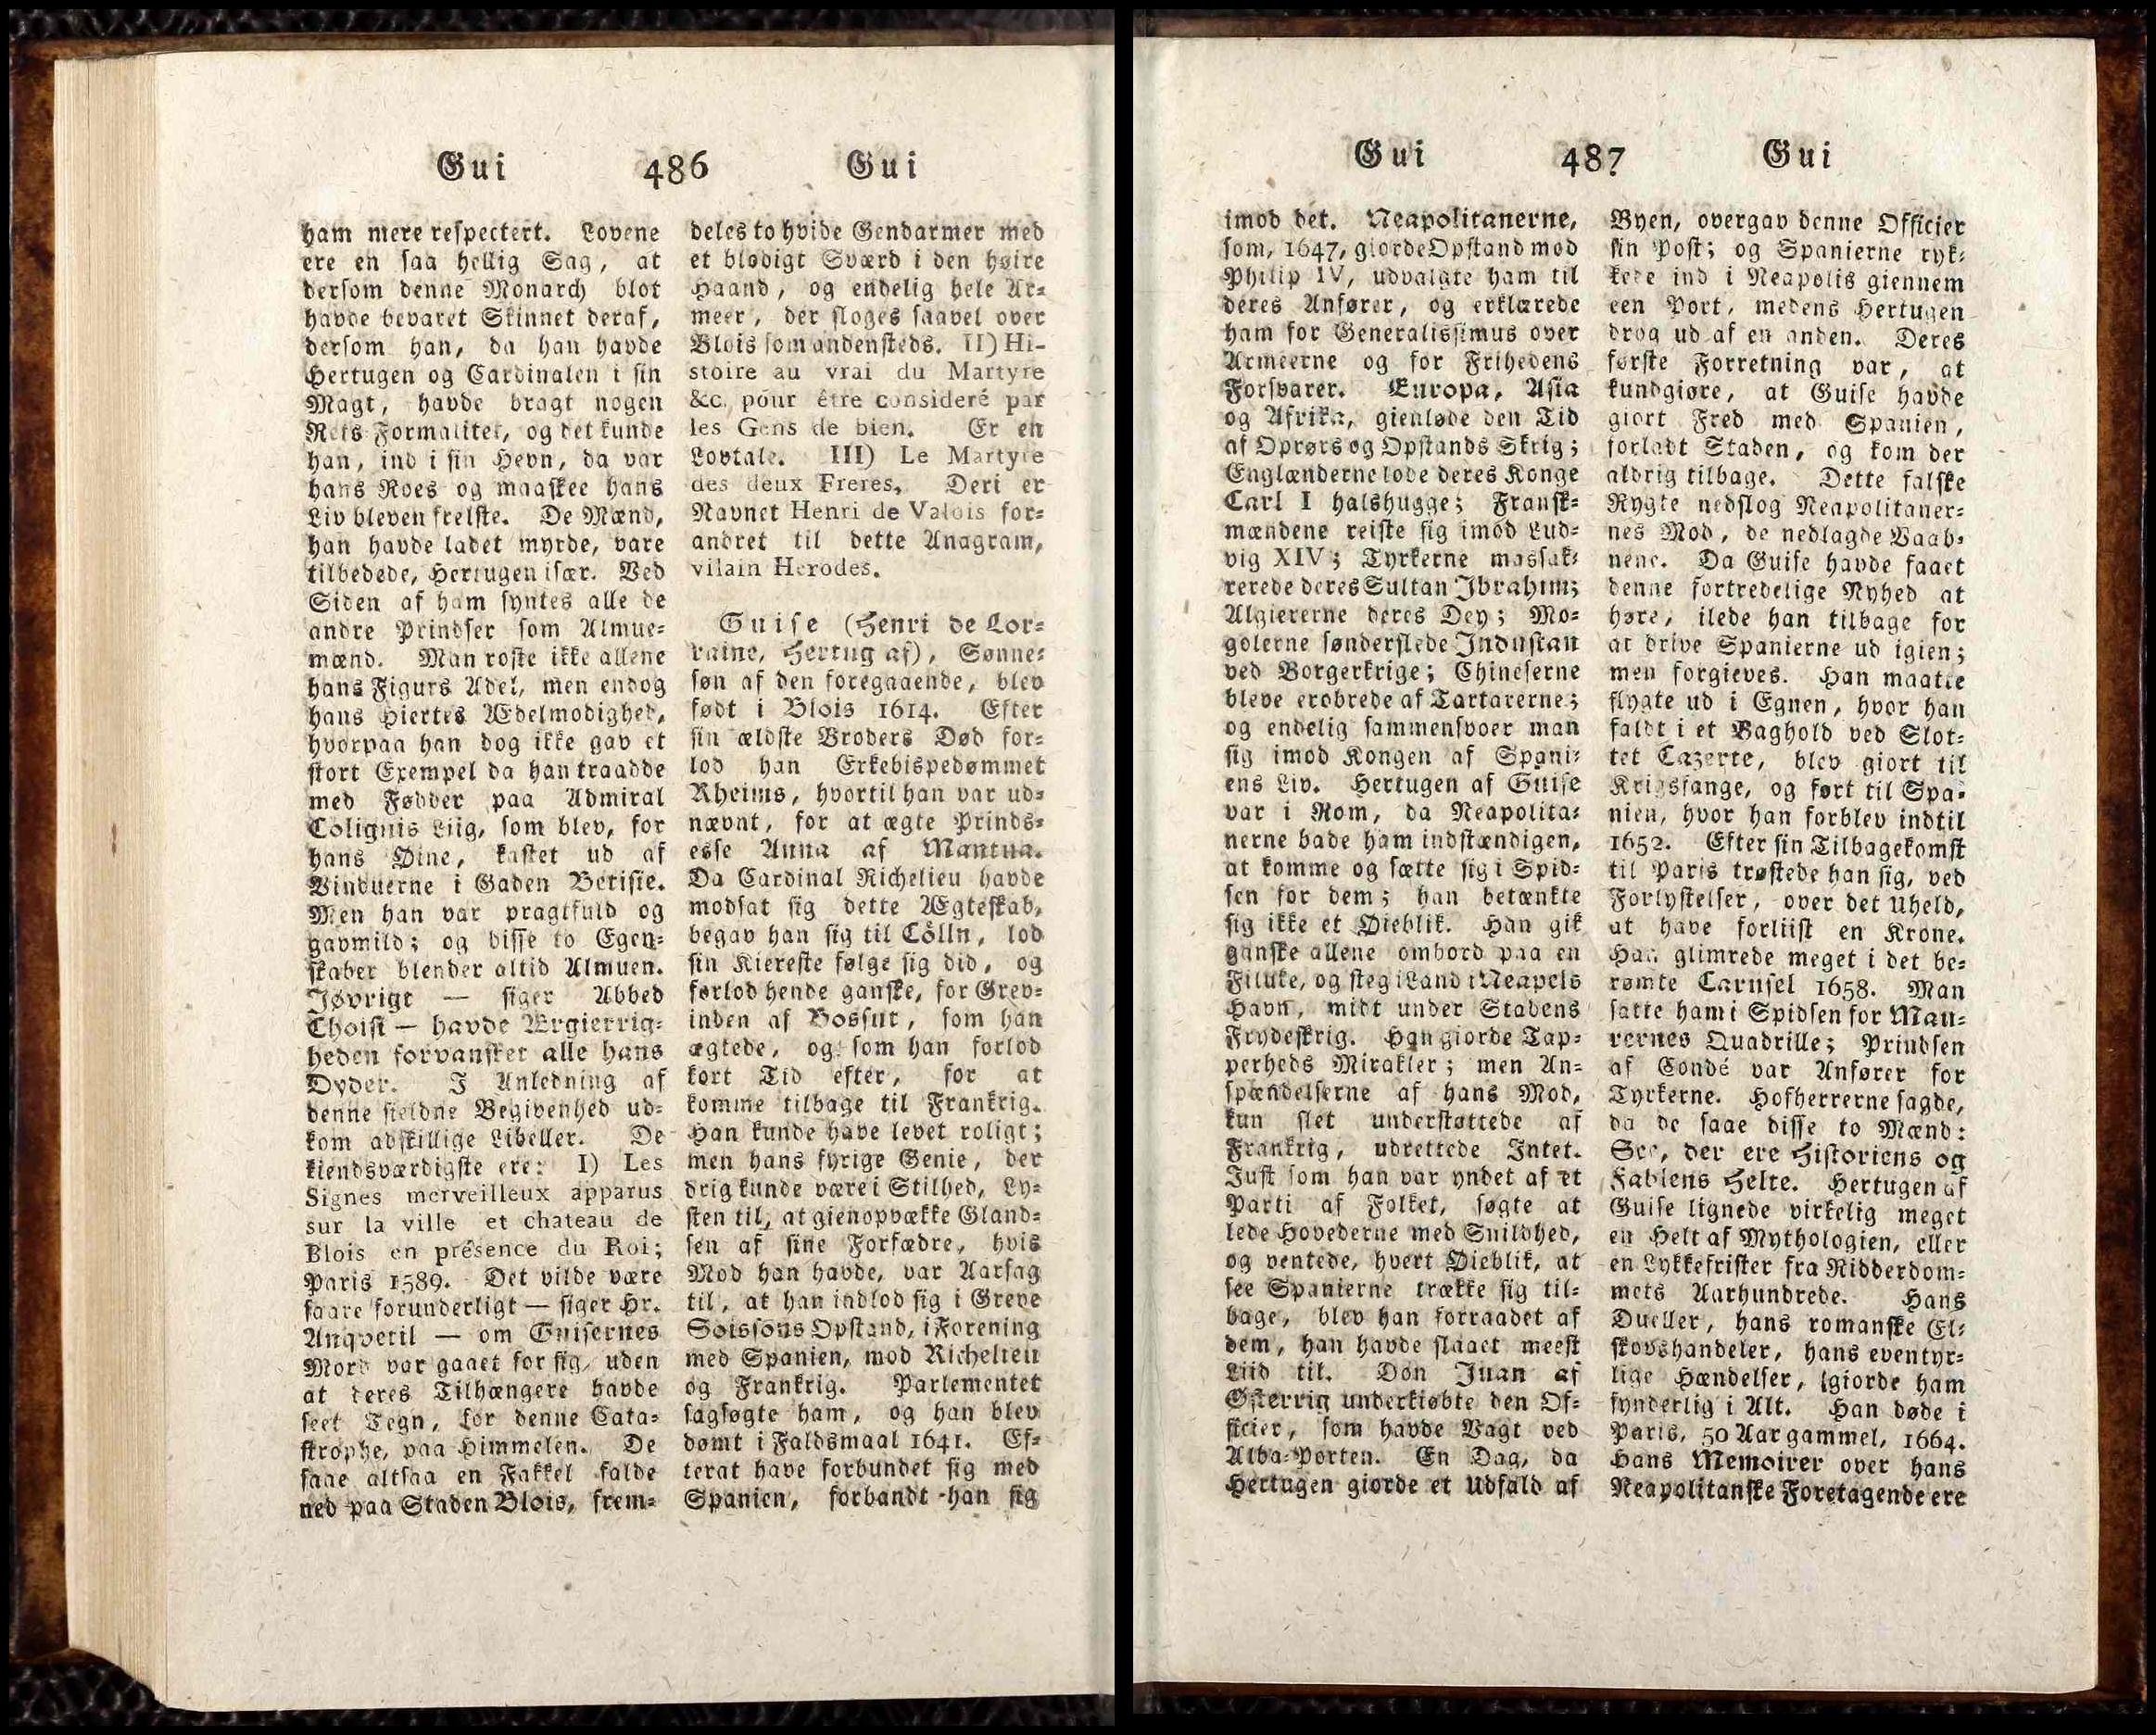 Gui 486 Gui
ham mere respectert. Lovene
ere en saa hellig Sag, at
dersom denne Monarch blot
havde bevaret Skinnet deraf,
dersom han, da han havde
Hertugen og Cardinalen i sin
Magt, havde bragt nogen
Rets Formalitet, og det kunde
han, ind i sin Hevn, da var
hans Roes og maaskee hans
Liv bleven frelste. De Mænd,
han havde ladet myrde, vare
tilbedede, Hertugen især. Ved
Siden af ham syntes alle de
andre Prindser som Almue-
mænd. Man roste ikke allene
hans Figurs Adel, men endog
hans Hiertes Ædelmodighed,
hvorpaa han dog ikke gav et
stort Exempel da han traadde
med Fødder paa Admiral
Colignis Liig, som blev, for
hans Øine, kastet ud af
Vinduerne i Gaden Betisie.
Men han var pragtfuld og
gavmild; og disse to Egen-
skaber blender altid Almuen.
Jøvrigt — siger Abbed
Choisi — havde Ærgierrig-
heden forvansket alle hans
Dyder. I Anledning af
denne sieldne Begivenhed ud-
kom adskillige Libeller. De
kiendsværdigste ere: I) Les
Signes merveilleux apparus
sur la ville et chateau de
Blois en présence du Roi;
Paris 1589. Det vilde være
saare forunderligt — siger Hr.
Anqvetil — om Guisernes
Mord var gaaet for sig, uden
at deres Tilhængere havde
seet Tegn, for denne Cata-
strophe, paa Himmelen. De
saae altsaa en Fakkel falde
ned paa Staden Blois, frem-
deles to hvide Gendarmer med
et blodigt Sværd i den høire
Haand, og endelig hele Ar-
meer, der sloges saavel over
Blois som andensteds. II) Hi-
stoire au vrai du Martyre
&c. pour être consideré par
les Gens de bien. Er en
Lovtale. III) Le Martyre
des deux Freres. Deri er
Navnet Henri de Valois for-
andret til dette Anagram,
vilain Herodes.
Guise (Henri de Lor-
raine, Hertug af), Sønne-
søn af den foregaaende, blev
født i Blois 1614. Efter
sin ældste Broders Død for-
lod han Erkebispedømmet
Rheims, hvortil han var ud-
nævnt, for at ægte Prinds-
esse Anna af Mantua.
Da Cardinal Richelieu havde
modsat sig dette Ægteskab,
begav han sig til Cölln, lod
sin Kiereste følge sig did, og
forlod hende ganske, for Grev-
inden af Bossut, som han
ægtede, og som han forlod
kort Tid efter, for at
komme tilbage til Frankrig.
Han kunde have levet roligt;
men hans fyrige Genie, der
drig kunde være i Stilhed, Ly-
sten til, at gienopvække Gland-
sen af sine Forfædre, hvis
Mod han havde, var Aarsag
til, at han indlod sig i Greve
Soissons Opstand, i Forening
med Spanien, mod Richelieu
og Frankrig. Parlementet
sagsøgte ham, og han blev
dømt i Faldsmaal 1641. Ef-
terat have forbundet sig med
Spanien, forbandt han sig
Gui 487 Gui
imod det. Neapolitanerne,
som, 1647, giorde Opstand mod
Philip IV, udvalgte ham til
deres Anfører, og erklærede
ham for Generalissimus over
Armeerne og for Frihedens
Forsvarer. Europa, Asia
og Afrika, gienløde den Tid
af Oprørs og Opstands Skrig;
Englænderne lode deres Konge
Carl I halshugge; Fransk-
mændene reiste sig imod Lud-
vig XIV; Tyrkerne massak-
rerede deres Sultan Ibrahim;
Algiererne deres Dey; Mo-
golerne sønderslede Industan
ved Borgerkrige; Chineserne
bleve erobrede af Tartarerne;
og endelig sammensvoer man
sig imod Kongen af Spani-
ens Liv. Hertugen af Guise
var i Rom, da Neapolita-
nerne bade ham indstændigen,
at komme og sætte sig i Spid-
sen for dem; han betænkte
sig ikke et Øieblik. Han gik
ganske allene ombord paa en
Filuke, og steg i Land i Neapels
Havn, midt under Stadens
Frydeskrig. Han giorde Tap-
perheds Mirakler; men An-
spændelserne af hans Mod,
kun slet understøttede af
Frankrig, udrettede Intet.
Just som han var yndet af et
Parti af Folket, søgte at
lede Hovederne med Snildhed,
og ventede, hvert Øieblik, at
see Spanierne trække sig til-
bage, blev han forraadet af
dem, han havde slaaet meest
Liid til. Don Juan af
Østerrig underkiøbte den Of-
ficier, som havde Vagt ved
Alba-Porten. En Dag, da
Hertugen giorde et Udfald af
Byen, overgav denne Officier
sin Post; og Spanierne ryk-
kede ind i Neapolis giennem
een Port, medens Hertugen
drog ud af en anden. Deres
første Forretning var, at
kundgiøre, at Guise havde
giort Fred med Spanien,
forladt Staden, og kom der
aldrig tilbage. Dette falske
Rygte nedslog Neapolitaner-
nes Mod, de nedlagde Vaab-
nene. Da Guise havde faaet
denne fortredelige Nyhed at
høre, ilede han tilbage for
at drive Spanierne ud igien;
men forgieves. Han maatte
flygte ud i Egnen, hvor han
faldt i et Baghold ved Slot-
tet Cazerte, blev giort til
Krigsfange, og ført til Spa-
nien, hvor han forblev indtil
1652. Efter sin Tilbagekomst
til Paris trøstede han sig, ved
Forlystelser, over det Uheld,
at have forliist en Krone.
Han glimrede meget i det be-
rømte Carusel 1658. Man
satte ham i Spidsen for Mau-
rernes Quadrille; Prindsen
af Condé var Anfører for
Tyrkerne. Hofherrerne sagde,
da de saae disse to Mænd:
See, der ere Historiens og
Fablens Helte. Hertugen af
Guise lignede virkelig meget
en Helt af Mythologien, eller
en Lykkefrister fra Ridderdom-
mets Aarhundrede. Hans
Dueller, hans romanske El-
skovshandeler, hans eventyr-
lige Hændelser, giorde ham
synderlig i Alt. Han døde i
Paris, 50 Aar gammel, 1664.
Hans Memoirer over hans
Neapolitanske Foretagende ere